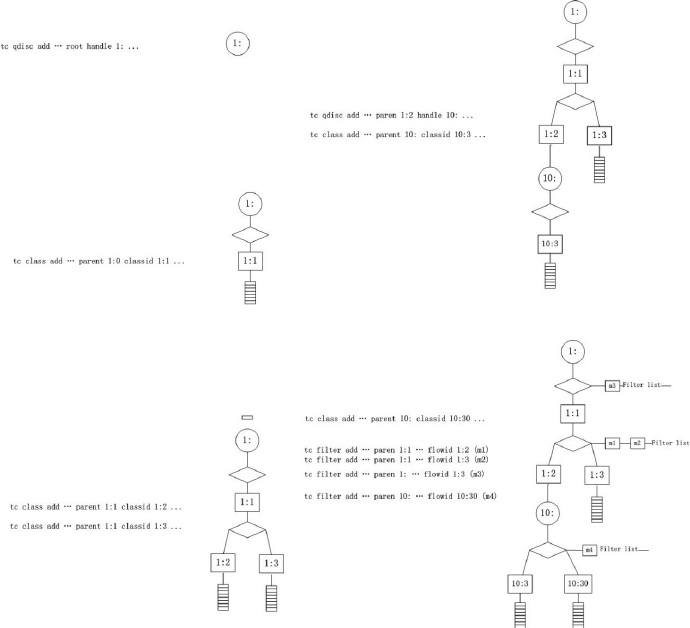 tc qdisc add … root handle 1: ...
1:
1:
tc class add … parent 1:0 classid 1:1 ...
1:1
1:
tc class add … parent 1:1 classid 1:2 ...
tc class add … parent 1:1 classid 1:3 ...
1:1
1:2
1:3
1:
1:1
tc qdisc add … paren 1:2 handle 10: ...
tc class add … parent 10: classid 10:3 ...
1:2
1:3
10:
10:3
1:
m3
Filter list
1:1
tc class add … parent 10: classid 10:30 ...
tc filter add … paren 1:1 … flowid 1:2 (m1)
tc filter add … paren 1:1 … flowid 1:3 (m2)
tc filter add … paren 1: … flowid 1:3 (m3)
tc filter add … paren 10: … flowid 10:30 (m4)
m1
m2
Filter list
1:2
1:3
10:
m4
Filter list
10:3
10:30